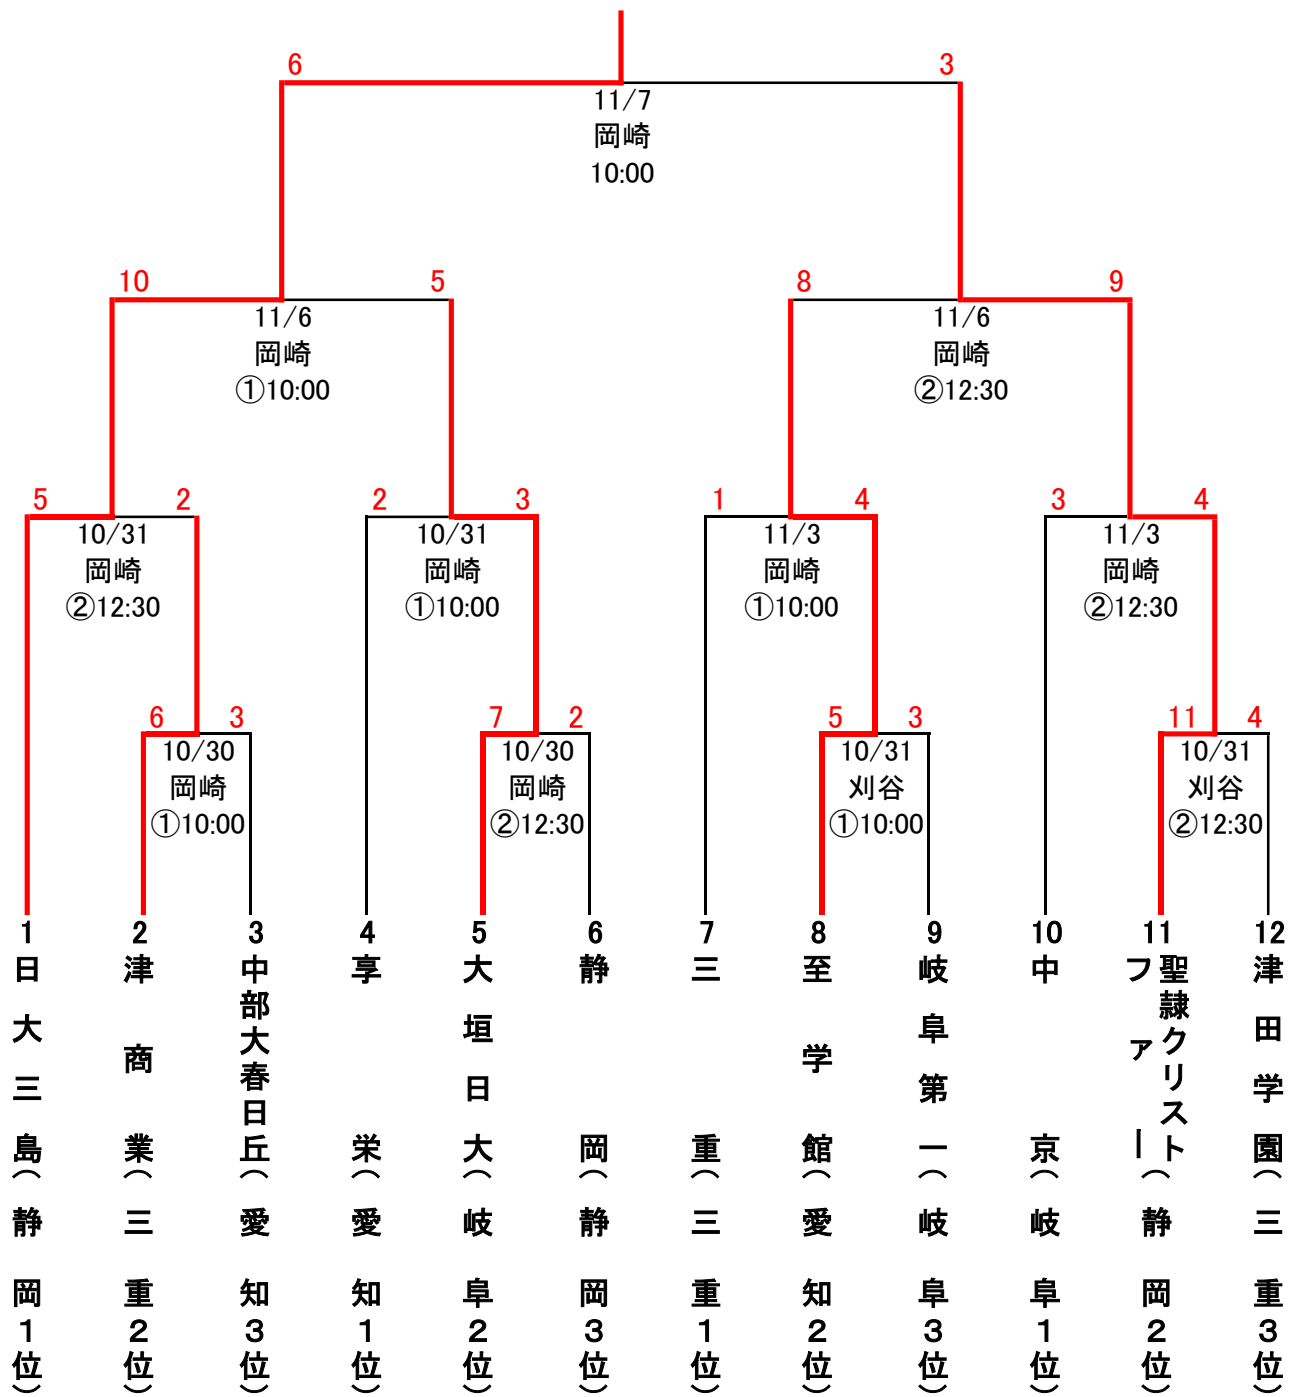 6 3
11/7
岡崎
10:00
10 5 8 9
11/6 11/6
岡崎 岡崎
①10:00 ②12:30
5 2 2 3 1 4 3 4
10/31 10/31 11/3 11/3
岡崎 岡崎 岡崎 岡崎
②12:30 ①10:00 ①10:00 ②12:30
6 3 7 2 5 3 11 4
10/30 10/30 10/31 10/31
岡崎 岡崎 刈谷 刈谷
①10:00 ②12:30 ①10:00 ②12:30
1 2 3 4 5 6 7 8 9 10 11 12
日大三島(静岡1位)
津商業(三重2位)
中部大春日丘(愛知3位)
享栄(愛知1位)
大垣日大(岐阜2位)
静岡(静岡3位)
三重(三重1位)
至学館(愛知2位)
岐阜第一(岐阜3位)
中京(岐阜1位)
聖隷クリスト
ファー(静岡2位)
津田学園(三重3位)